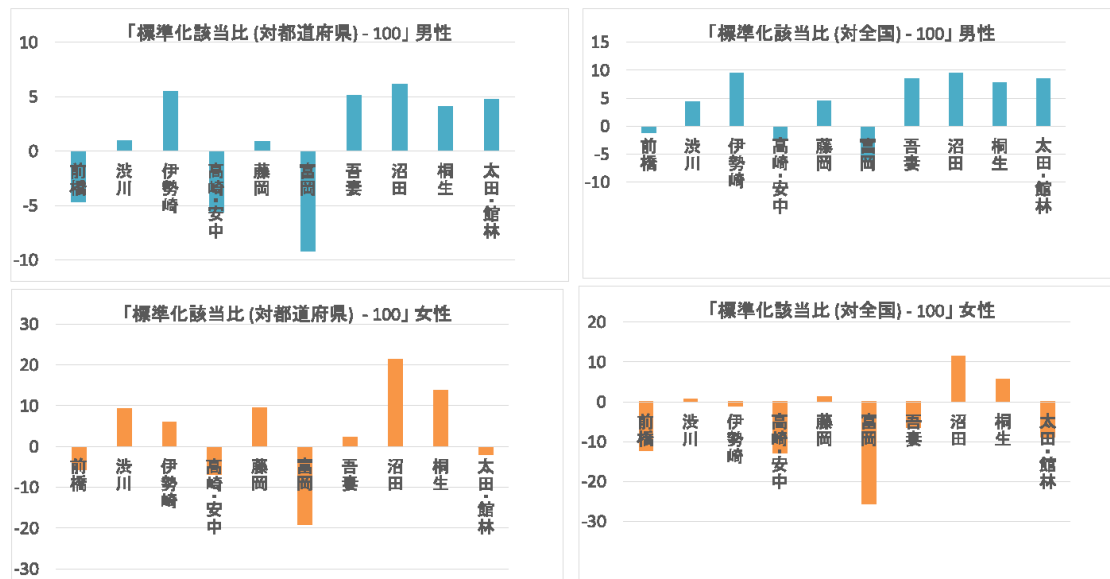 「標準化該当比 (対都道府県) - 100」 男性
10
5
0
-5
-10
前橋
渋川
伊勢崎
高崎・安中
藤岡
富岡
吾妻
沼田
桐生
太田・館林
「標準化該当比 (対全国) - 100」 男性
15
10
5
0
-5
-10
前橋
渋川
伊勢崎
高崎・安中
藤岡
富岡
吾妻
沼田
桐生
太田・館林
「標準化該当比 (対都道府県) - 100」 女性
30
20
10
0
-10
-20
-30
前橋
渋川
伊勢崎
高崎・安中
藤岡
富岡
吾妻
沼田
桐生
太田・館林
「標準化該当比 (対全国) - 100」 女性
20
10
0
-10
-20
-30
前橋
渋川
伊勢崎
高崎・安中
藤岡
富岡
吾妻
沼田
桐生
太田・館林